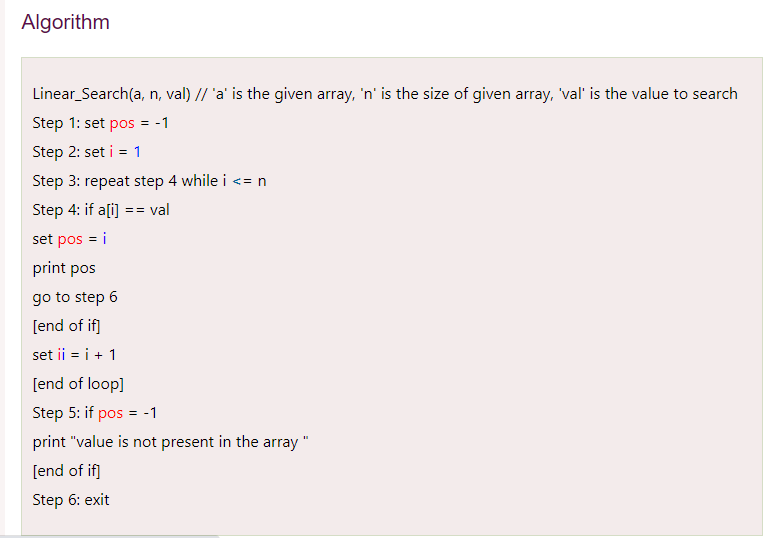 Algorithm
Linear_Search(a, n, val) // 'a' is the given array, 'n' is the size of given array, 'val' is the value to search
Step 1: set pos = -1
Step 2: set i = 1
Step 3: repeat step 4 while i <= n
Step 4: if a[i] == val
set pos = i
print pos
go to step 6
[end of if]
set ii = i + 1
[end of loop]
Step 5: if pos = -1
print "value is not present in the array "
[end of if]
Step 6: exit